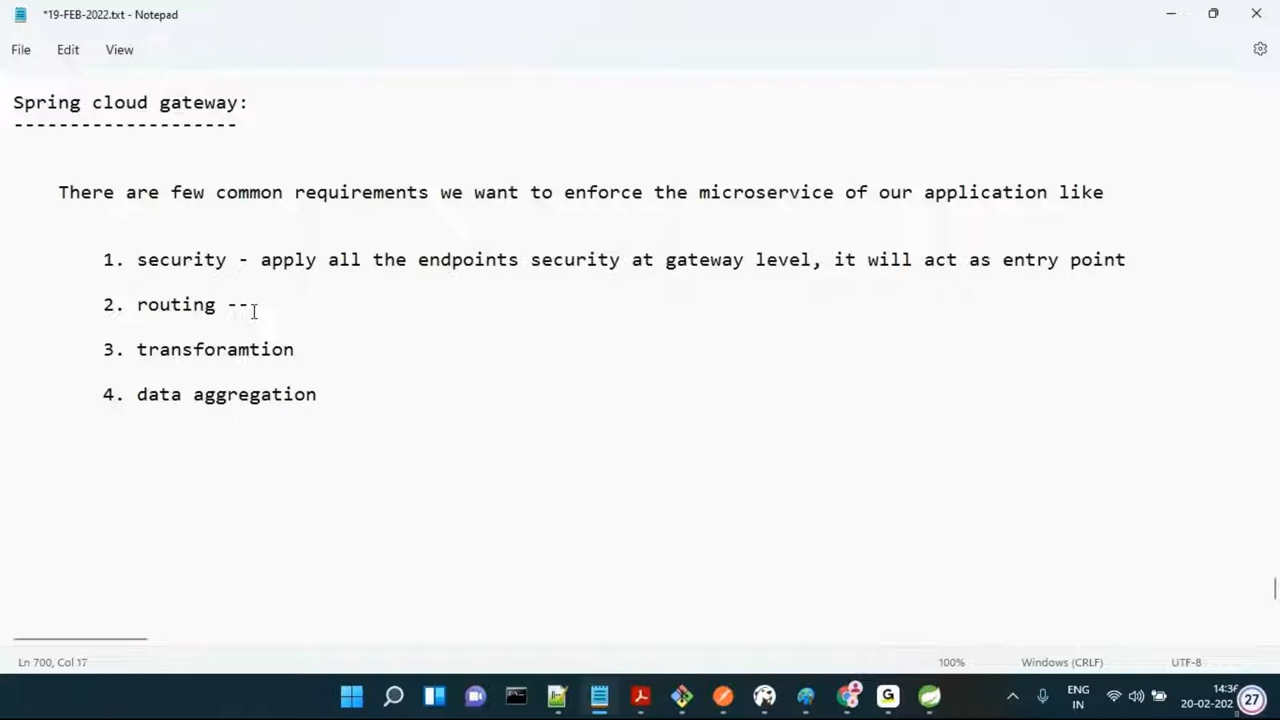 *19-FEB-2022.txt - Notepad
File Edit View
Spring cloud gateway:
--------------------
There are few common requirements we want to enforce the microservice of our application like
1. security - apply all the endpoints security at gateway level, it will act as entry point
2. routing --
3. transforamtion
4. data aggregation
Ln 700, Col 17 100% Windows (CRLF) UTF-8
ENG 14:36
IN 20-02-202 27